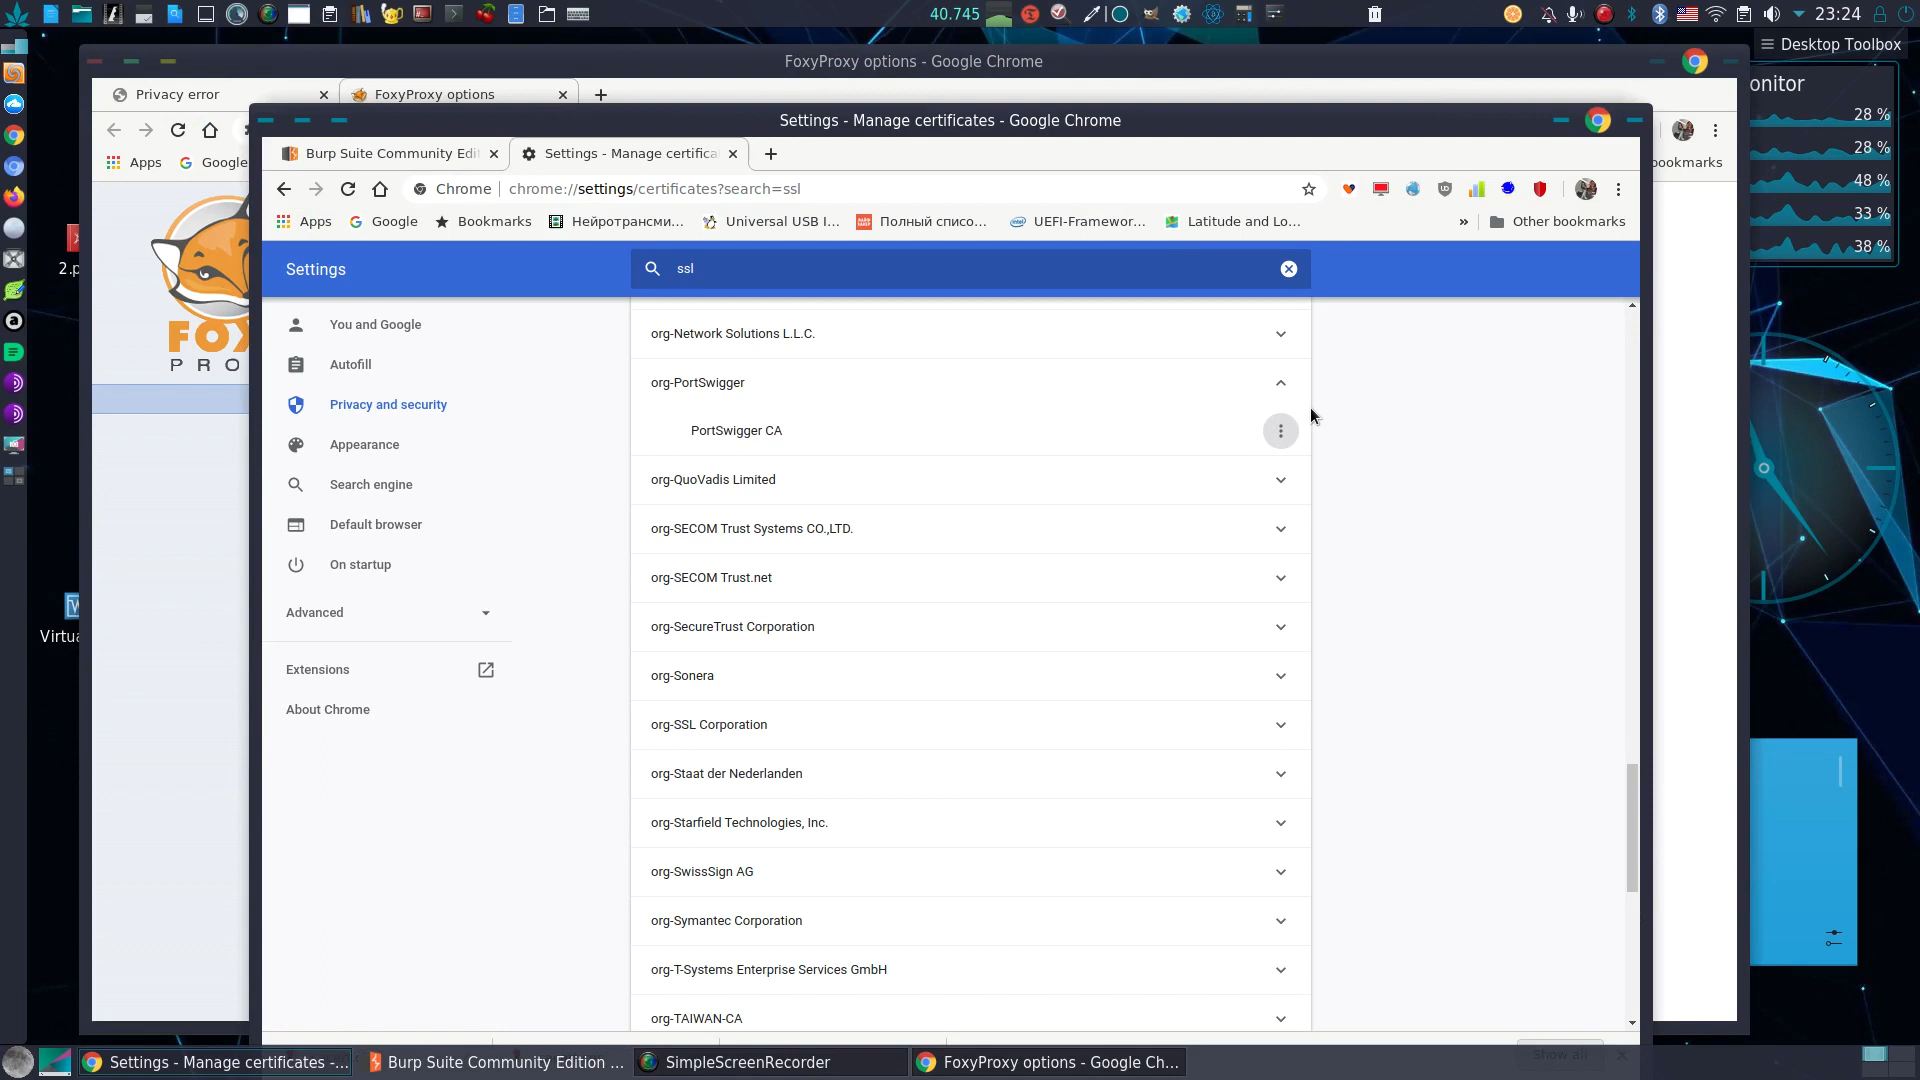 40.745
23:24
Desktop Toolbox
FoxyProxy options - Google Chrome
onitor
Privacy error
FoxyProxy options
28 %
28 %
48 %
33 %
38 %
Apps
Google
bookmarks
FOX
PRO
2.p
Virtua
Settings - Manage certificates - Google Chrome
Burp Suite Community Edi
Settings - Manage certifica
Chrome
chrome://settings/certificates?search=ssl
Apps
Google
Bookmarks
Нейротрансми...
Universal USB I...
Полный списо...
UEFI-Framewor...
Latitude and Lo...
»
Other bookmarks
Settings
ssl
You and Google
Autofill
Privacy and security
Appearance
Search engine
Default browser
On startup
Advanced
Extensions
About Chrome
org-Network Solutions L.L.C.
org-PortSwigger
PortSwigger CA
org-QuoVadis Limited
org-SECOM Trust Systems CO.,LTD.
org-SECOM Trust.net
org-SecureTrust Corporation
org-Sonera
org-SSL Corporation
org-Staat der Nederlanden
org-Starfield Technologies, Inc.
org-SwissSign AG
org-Symantec Corporation
org-T-Systems Enterprise Services GmbH
org-TAIWAN-CA
Show all
Settings - Manage certificates -...
Burp Suite Community Edition ...
SimpleScreenRecorder
FoxyProxy options - Google Ch...